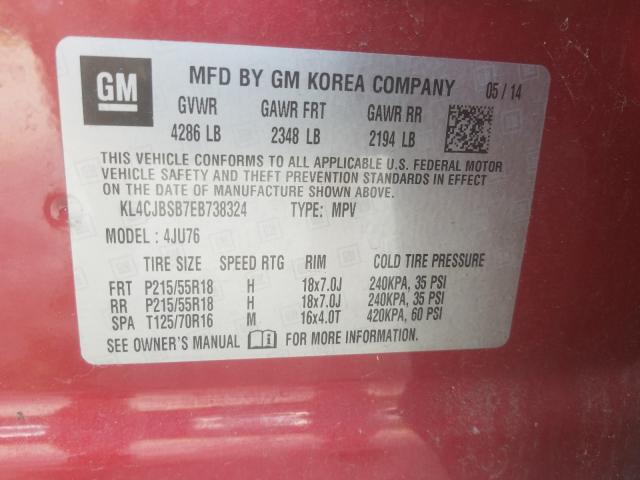 GM
MFD BY GM KOREA COMPANY 05/14
GVWR GAWR FRT GAWR RR
4286 LB 2348 LB 2194 LB
THIS VEHICLE CONFORMS TO ALL APPLICABLE U.S. FEDERAL MOTOR
VEHICLE SAFETY AND THEFT PREVENTION STANDARDS IN EFFECT
ON THE DATE OF MANUFACTURE SHOWN ABOVE.
KL4CJBSB7EB738324 TYPE: MPV
MODEL: 4JU76
TIRE SIZE SPEED RTG RIM COLD TIRE PRESSURE
FRT P215/55R18 H 18x7.0J 240KPA, 35 PSI
RR P215/55R18 H 18x7.0J 240KPA, 35 PSI
SPA T125/70R16 M 16x4.0T 420KPA, 60 PSI
SEE OWNER'S MANUAL FOR MORE INFORMATION.